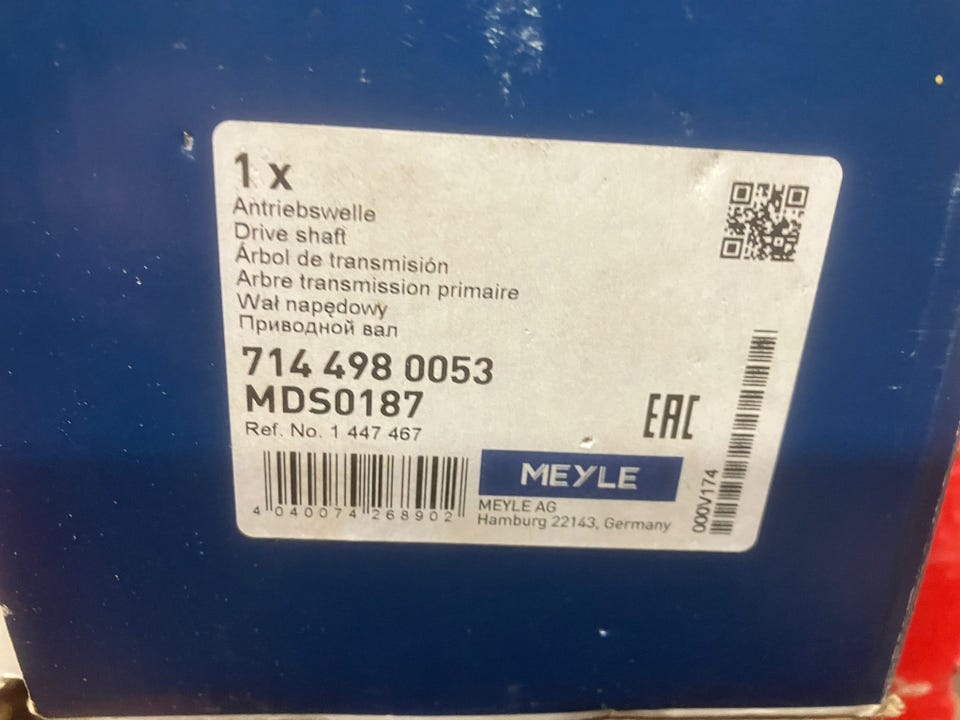 1 x
Antriebswelle
Drive shaft
Árbol de transmisión
Arbre transmission primaire
Wał napędowy
Приводной вал
714 498 0053
MDS0187
Ref. No. 1 447 467
4 040074 268902
EAC
MEYLE
MEYLE AG
Hamburg 22143, Germany
000V174